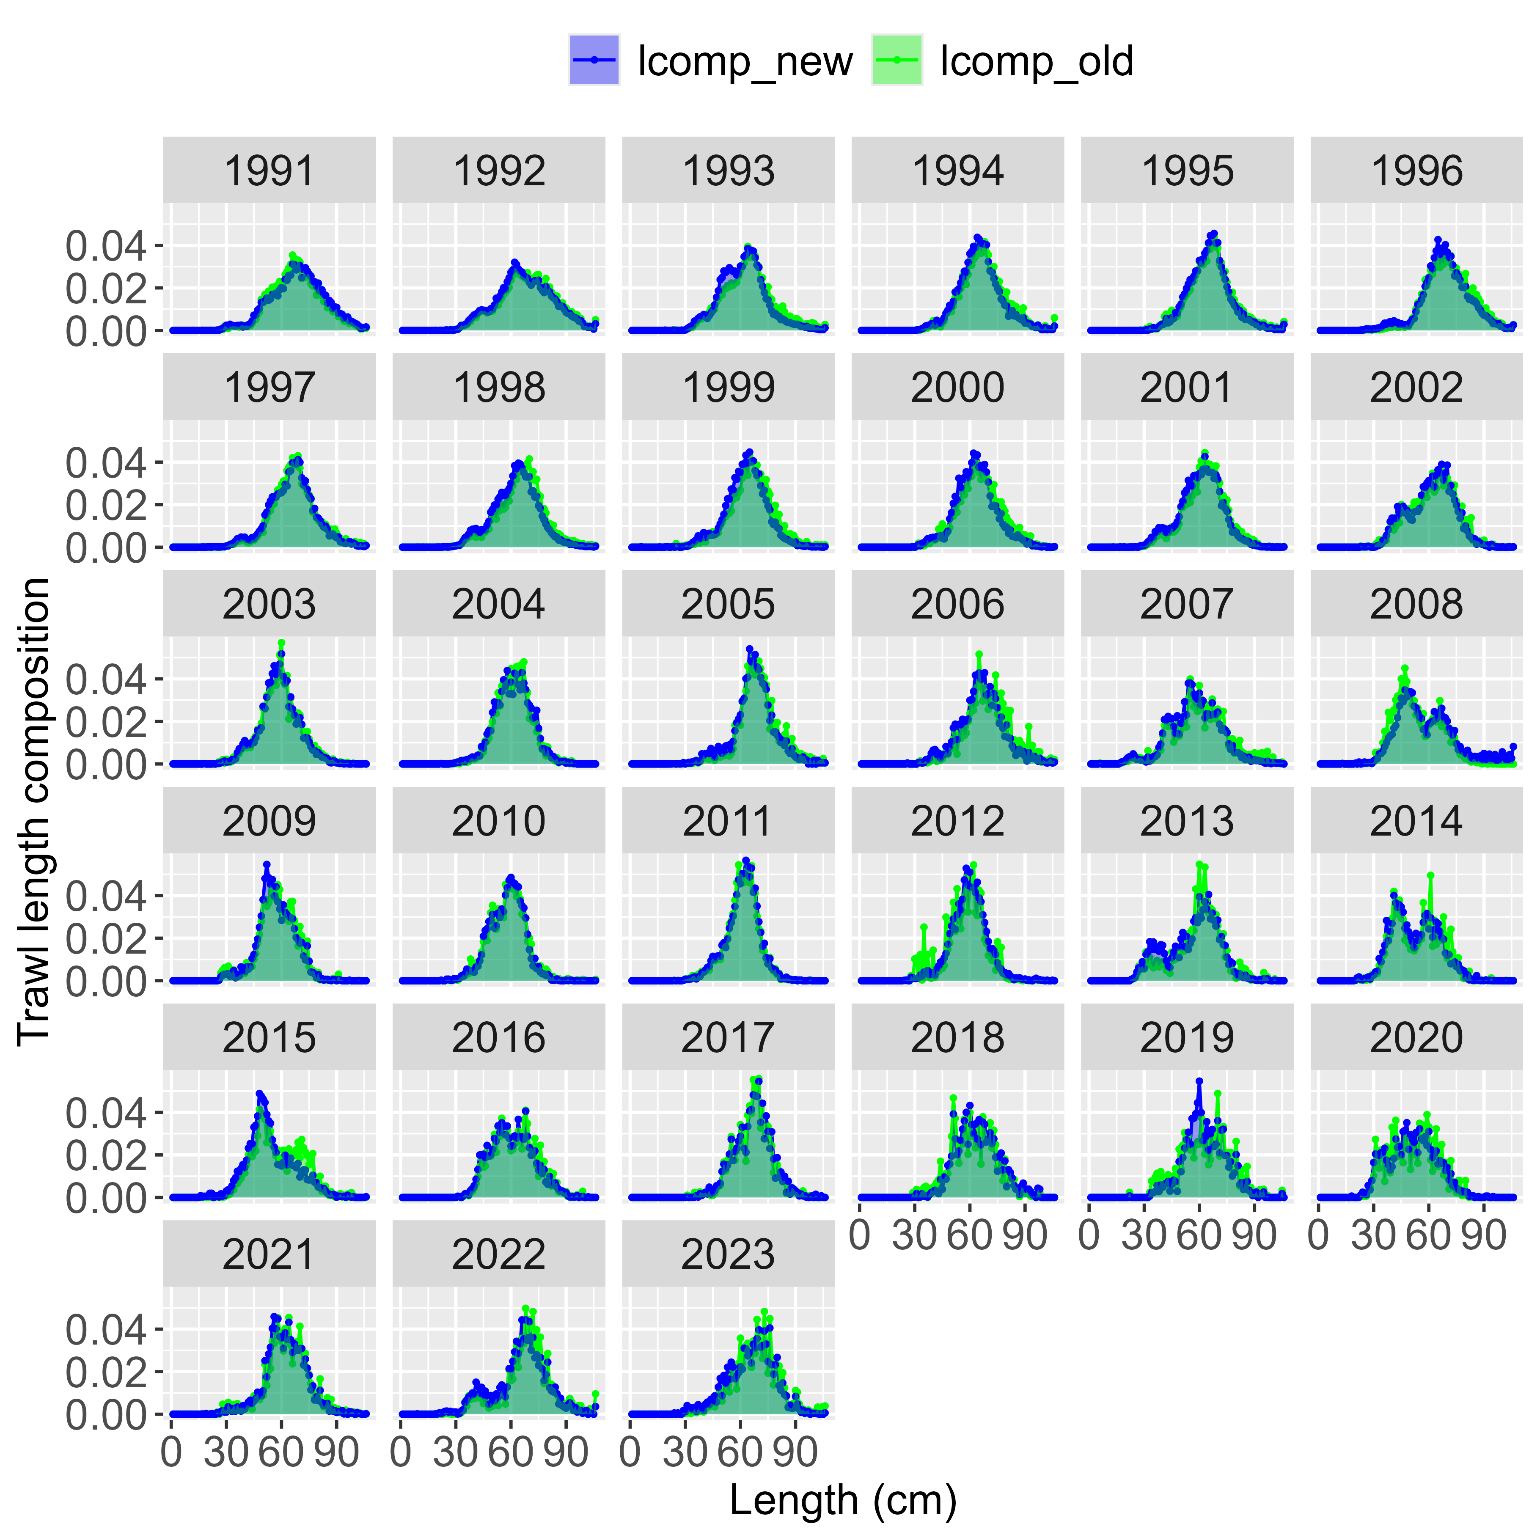 lcomp_new lcomp_old
1991 1992 1993 1994 1995 1996
0.04
0.02
0.00
1997 1998 1999 2000 2001 2002
0.04
0.02
0.00
2003 2004 2005 2006 2007 2008
0.04
0.02
0.00
2009 2010 2011 2012 2013 2014
0.04
0.02
0.00
2015 2016 2017 2018 2019 2020
0.04
0.02
0.00
0 30 60 90 0 30 60 90 0 30 60 90
2021 2022 2023
0.04
0.02
0.00
0 30 60 90 0 30 60 90 0 30 60 90
Length (cm)
Trawl length composition